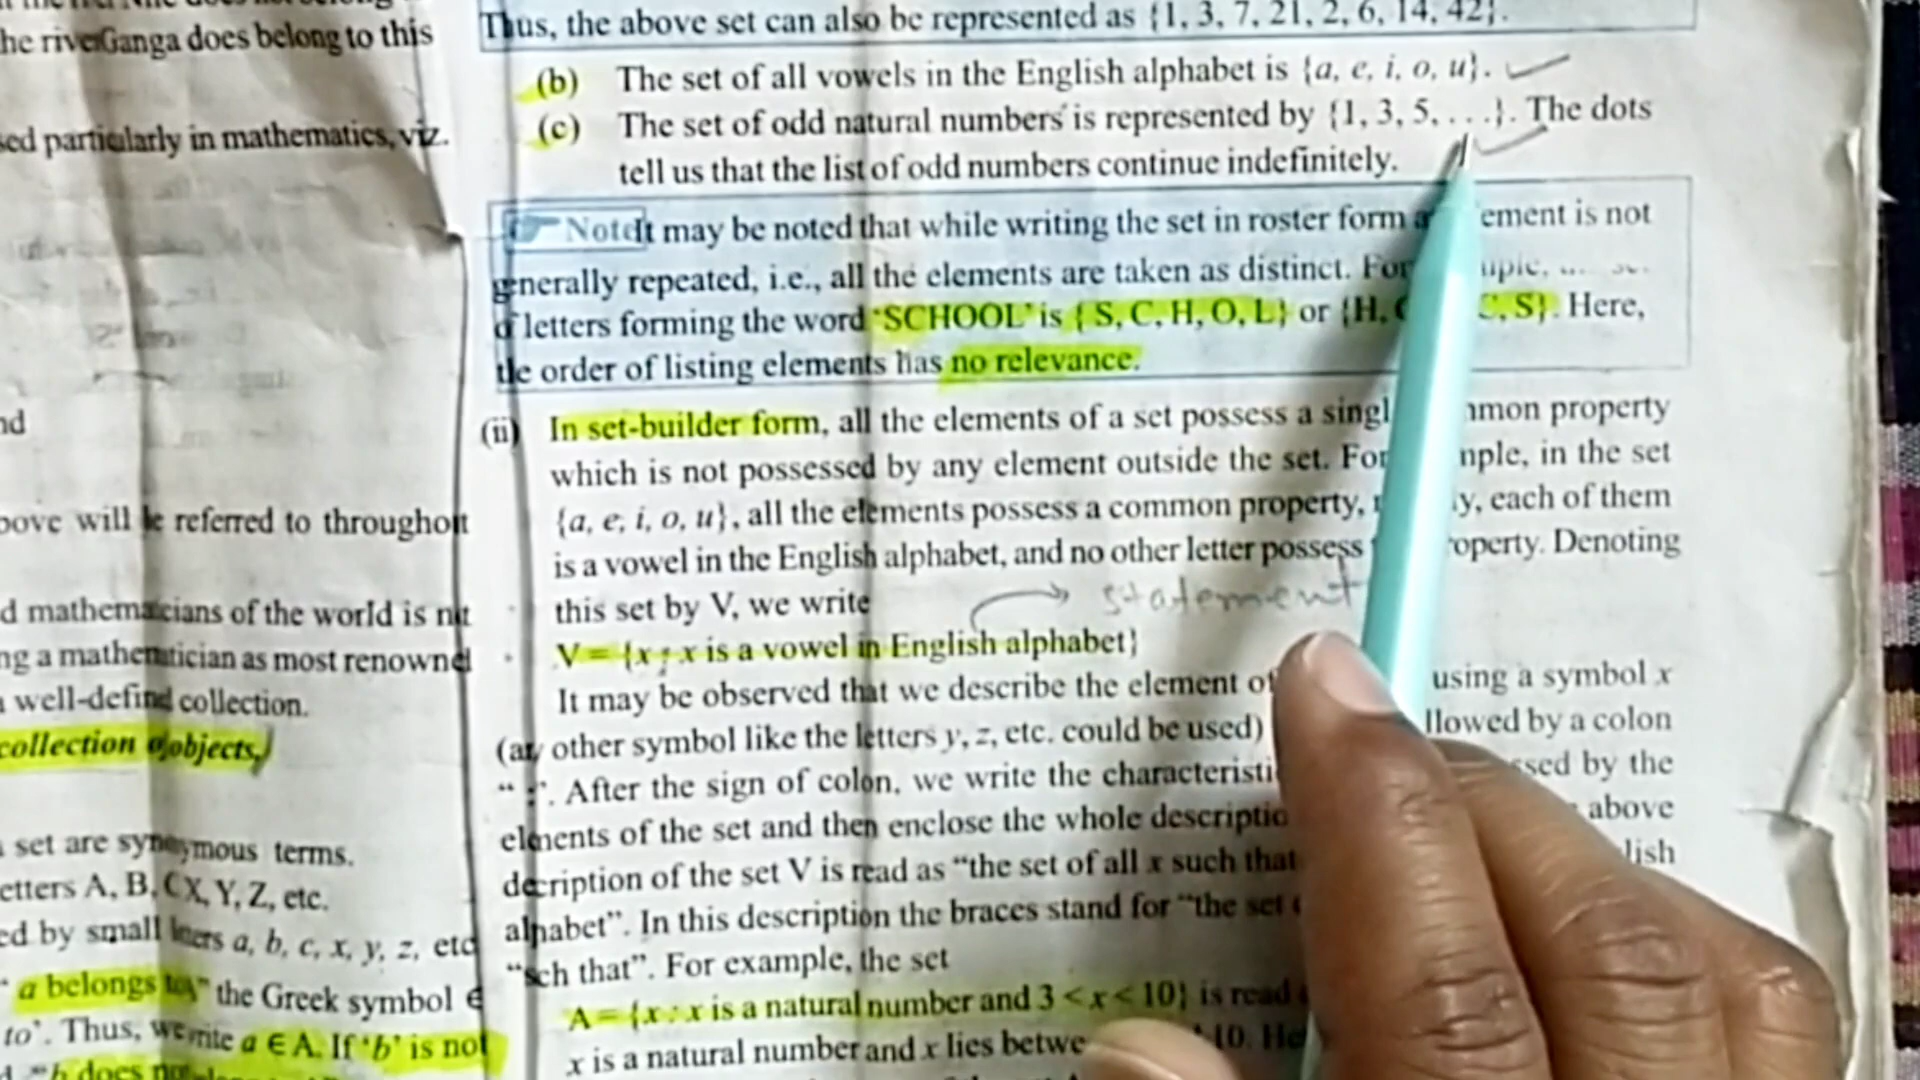 he river Ganga does belong to this
sed particularly in mathematics, viz.
nd
bove will be referred to throughout
d mathematicians of the world is not
ng a mathematician as most renowned
a well-defind collection.
collection of objects,
a set are synonymous terms.
etters A, B, C, X, Y, Z, etc.
ed by small letters a, b, c, x, y, z, etc
a belongs to" the Greek symbol ∈
to'. Thus, we write a ∈ A. If 'b' is not
"b does not
Thus, the above set can also be represented as {1, 3, 7, 21, 2, 6, 14, 42}.
(b) The set of all vowels in the English alphabet is {a, e, i, o, u}.
(c) The set of odd natural numbers is represented by {1, 3, 5, . . .}. The dots
tell us that the list of odd numbers continue indefinitely.
Note It may be noted that while writing the set in roster form ement is not
generally repeated, i.e., all the elements are taken as distinct. For
of letters forming the word 'SCHOOL' is { S, C, H, O, L} or {H, C, S}. Here,
the order of listing elements has no relevance.
(ii) In set-builder form, all the elements of a set possess a singl mmon property
which is not possessed by any element outside the set. For mple, in the set
{a, e, i, o, u}, all the elements possess a common property, y, each of them
is a vowel in the English alphabet, and no other letter possess roperty. Denoting
this set by V, we write
statement
V = {x : x is a vowel in English alphabet}
It may be observed that we describe the element of using a symbol x
(any other symbol like the letters y, z, etc. could be used) llowed by a colon
" : ". After the sign of colon, we write the characteristi ssed by the
elements of the set and then enclose the whole descriptio above
description of the set V is read as "the set of all x such that lish
alphabet". In this description the braces stand for "the set
"such that". For example, the set
A = {x : x is a natural number and 3 < x < 10} is read
x is a natural number and x lies betwe 10. He